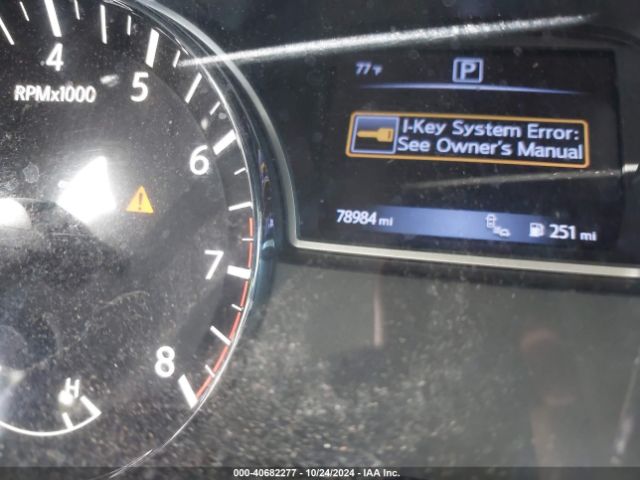 4
5
RPMx1000
6
7
8
H
77°F
P
I-Key System Error:
See Owner's Manual
78984 mi
251 mi
000-40682277 - 10/24/2024 - IAA Inc.